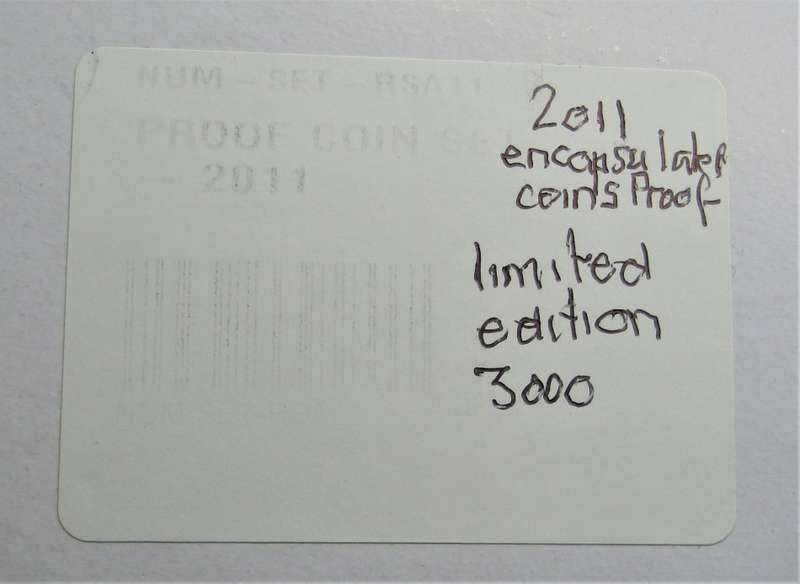 NUM - SET - RSA11
PROOF COIN SET
2011
2011
encapsulated
coins Proof
limited
edition
3000